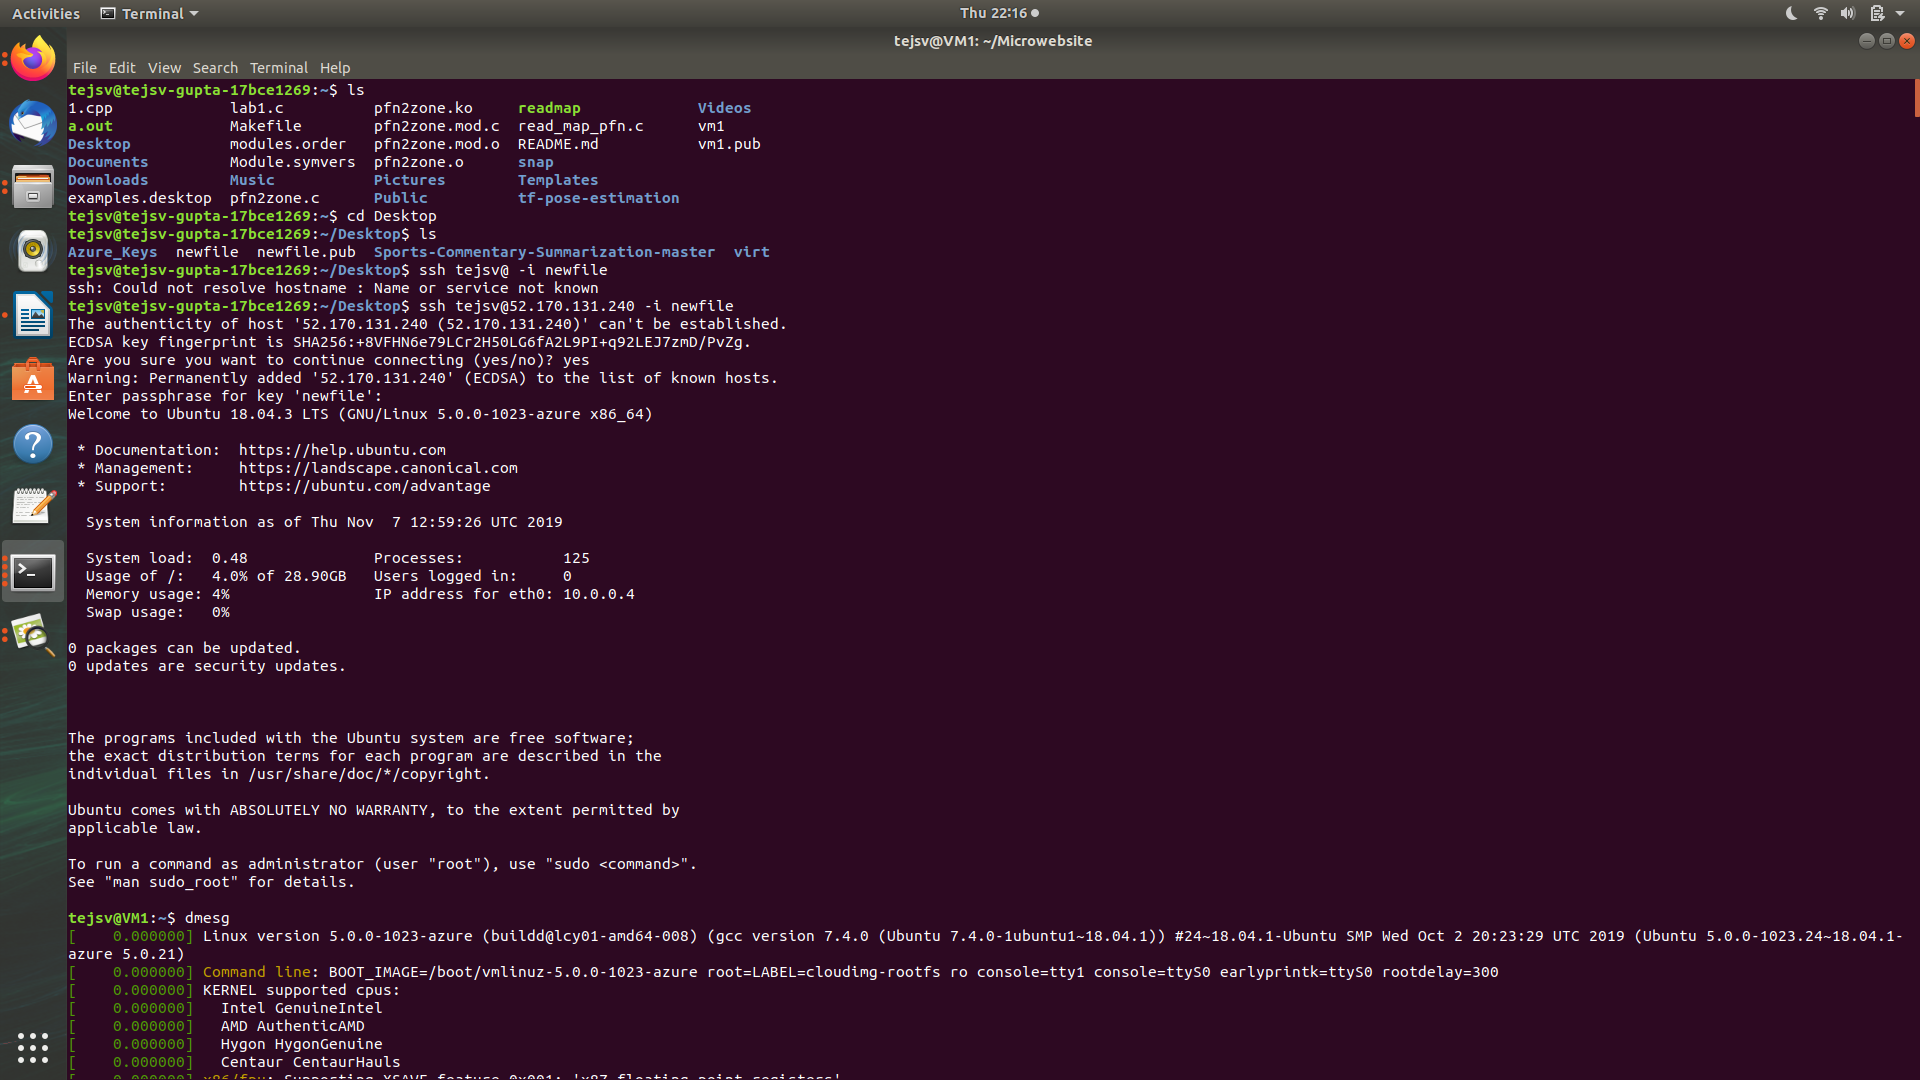 Activities Terminal Thu 22:16
tejsv@VM1: ~/Microwebsite
File Edit View Search Terminal Help
tejsv@tejsv-gupta-17bce1269:~$ ls
1.cpp lab1.c pfn2zone.ko readmap Videos
a.out Makefile pfn2zone.mod.c read_map_pfn.c vm1
Desktop modules.order pfn2zone.mod.o README.md vm1.pub
Documents Module.symvers pfn2zone.o snap
Downloads Music Pictures Templates
examples.desktop pfn2zone.c Public tf-pose-estimation
tejsv@tejsv-gupta-17bce1269:~$ cd Desktop
tejsv@tejsv-gupta-17bce1269:~/Desktop$ ls
Azure_Keys newfile newfile.pub Sports-Commentary-Summarization-master virt
tejsv@tejsv-gupta-17bce1269:~/Desktop$ ssh tejsv@ -i newfile
ssh: Could not resolve hostname : Name or service not known
tejsv@tejsv-gupta-17bce1269:~/Desktop$ ssh tejsv@52.170.131.240 -i newfile
The authenticity of host '52.170.131.240 (52.170.131.240)' can't be established.
ECDSA key fingerprint is SHA256:+8VFHN6e79LCr2H50LG6fA2L9PI+q92LEJ7zmD/PvZg.
Are you sure you want to continue connecting (yes/no)? yes
Warning: Permanently added '52.170.131.240' (ECDSA) to the list of known hosts.
Enter passphrase for key 'newfile':
Welcome to Ubuntu 18.04.3 LTS (GNU/Linux 5.0.0-1023-azure x86_64)
* Documentation: https://help.ubuntu.com
* Management: https://landscape.canonical.com
* Support: https://ubuntu.com/advantage
System information as of Thu Nov 7 12:59:26 UTC 2019
System load: 0.48 Processes: 125
Usage of /: 4.0% of 28.90GB Users logged in: 0
Memory usage: 4% IP address for eth0: 10.0.0.4
Swap usage: 0%
0 packages can be updated.
0 updates are security updates.
The programs included with the Ubuntu system are free software;
the exact distribution terms for each program are described in the
individual files in /usr/share/doc/*/copyright.
Ubuntu comes with ABSOLUTELY NO WARRANTY, to the extent permitted by
applicable law.
To run a command as administrator (user "root"), use "sudo <command>".
See "man sudo_root" for details.
tejsv@VM1:~$ dmesg
[ 0.000000] Linux version 5.0.0-1023-azure (buildd@lcy01-amd64-008) (gcc version 7.4.0 (Ubuntu 7.4.0-1ubuntu1~18.04.1)) #24~18.04.1-Ubuntu SMP Wed Oct 2 20:23:29 UTC 2019 (Ubuntu 5.0.0-1023.24~18.04.1-
azure 5.0.21)
[ 0.000000] Command line: BOOT_IMAGE=/boot/vmlinuz-5.0.0-1023-azure root=LABEL=cloudimg-rootfs ro console=tty1 console=ttyS0 earlyprintk=ttyS0 rootdelay=300
[ 0.000000] KERNEL supported cpus:
[ 0.000000] Intel GenuineIntel
[ 0.000000] AMD AuthenticAMD
[ 0.000000] Hygon HygonGenuine
[ 0.000000] Centaur CentaurHauls
[ 0.000000] x86/fpu: Supporting XSAVE feature 0x001: 'x87 floating point registers'